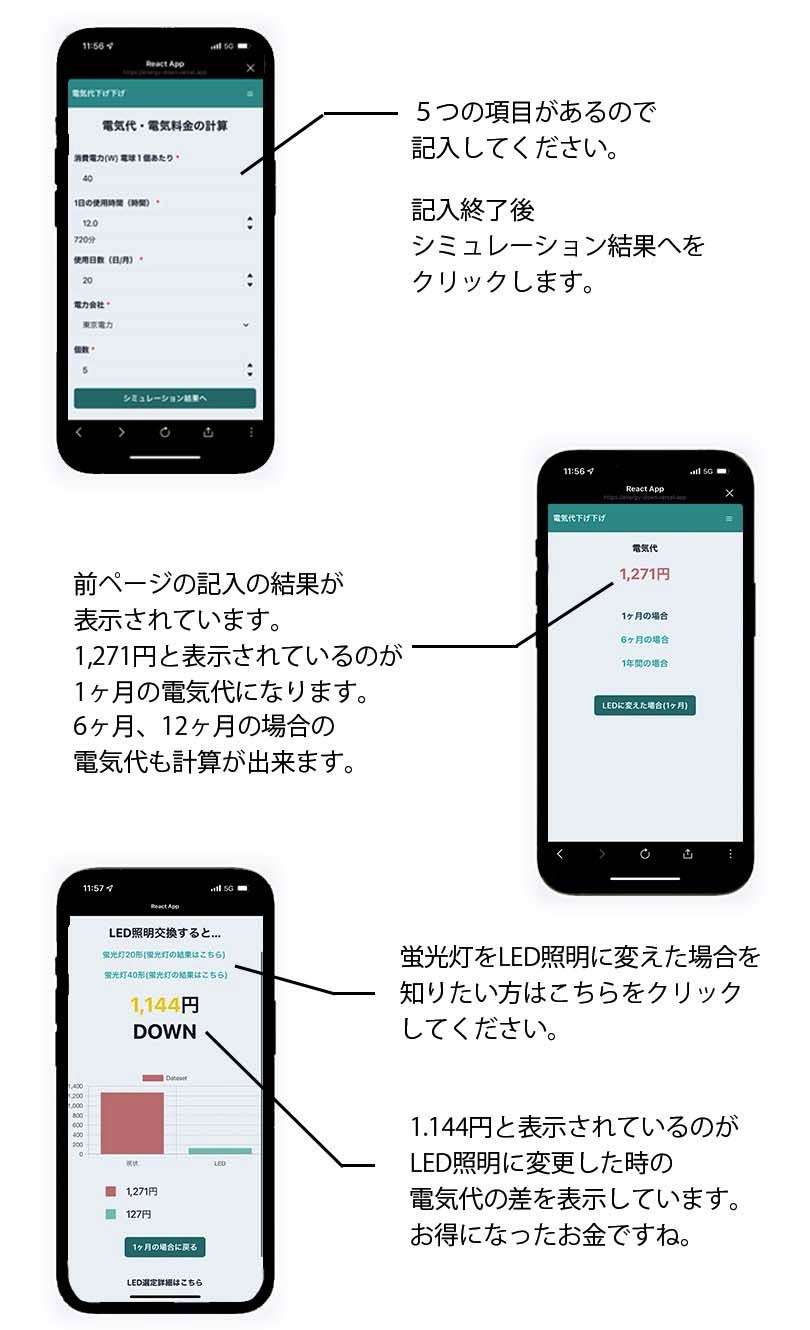 11:56
5G
React App
https://energy-down.vercel.app
電気代下げ下げ
電気代・電気料金の計算
消費電力(W) 電球1個あたり *
40
1日の使用時間（時間） *
12.0
720分
使用日数（日/月） *
20
電力会社 *
東京電力
個数 *
5
シミュレーション結果へ
５つの項目があるので
記入してください。
記入終了後
シミュレーション結果へを
クリックします。
11:56
5G
React App
https://energy-down.vercel.app
電気代下げ下げ
電気代
1,271円
1ヶ月の場合
6ヶ月の場合
1年間の場合
LEDに変えた場合(1ヶ月)
前ページの記入の結果が
表示されています。
1,271円と表示されているのが
1ヶ月の電気代になります。
6ヶ月、12ヶ月の場合の
電気代も計算が出来ます。
11:57
5G
React App
LED照明交換すると...
蛍光灯20形(蛍光灯の結果はこちら)
蛍光灯40形(蛍光灯の結果はこちら)
1,144円
DOWN
Dataset
1,400
1,200
1,000
800
600
400
200
0
現状
LED
1,271円
127円
1ヶ月の場合に戻る
LED選定詳細はこちら
蛍光灯をLED照明に変えた場合を
知りたい方はこちらをクリック
してください。
1.144円と表示されているのが
LED照明に変更した時の
電気代の差を表示しています。
お得になったお金ですね。